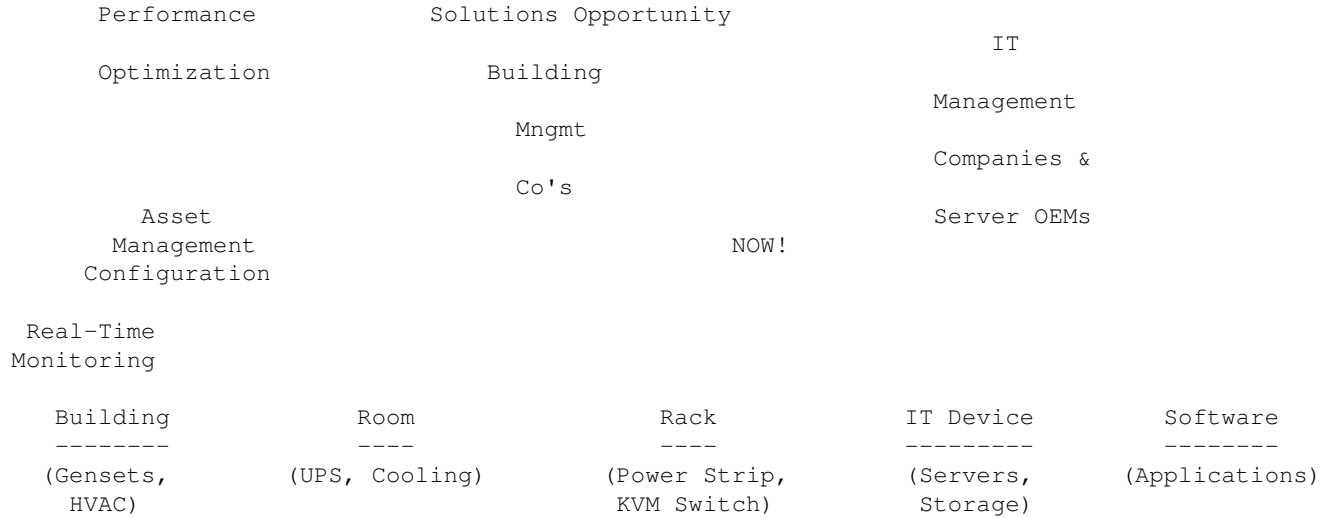 Performance Solutions Opportunity
IT
Optimization Building
Management
Mngmt
Companies &
Co's
Asset Server OEMs
Management NOW!
Configuration
Real-Time
Monitoring
Building Room Rack IT Device Software
-------- ---- ---- --------- --------
(Gensets, (UPS, Cooling) (Power Strip, (Servers, (Applications)
HVAC) KVM Switch) Storage)